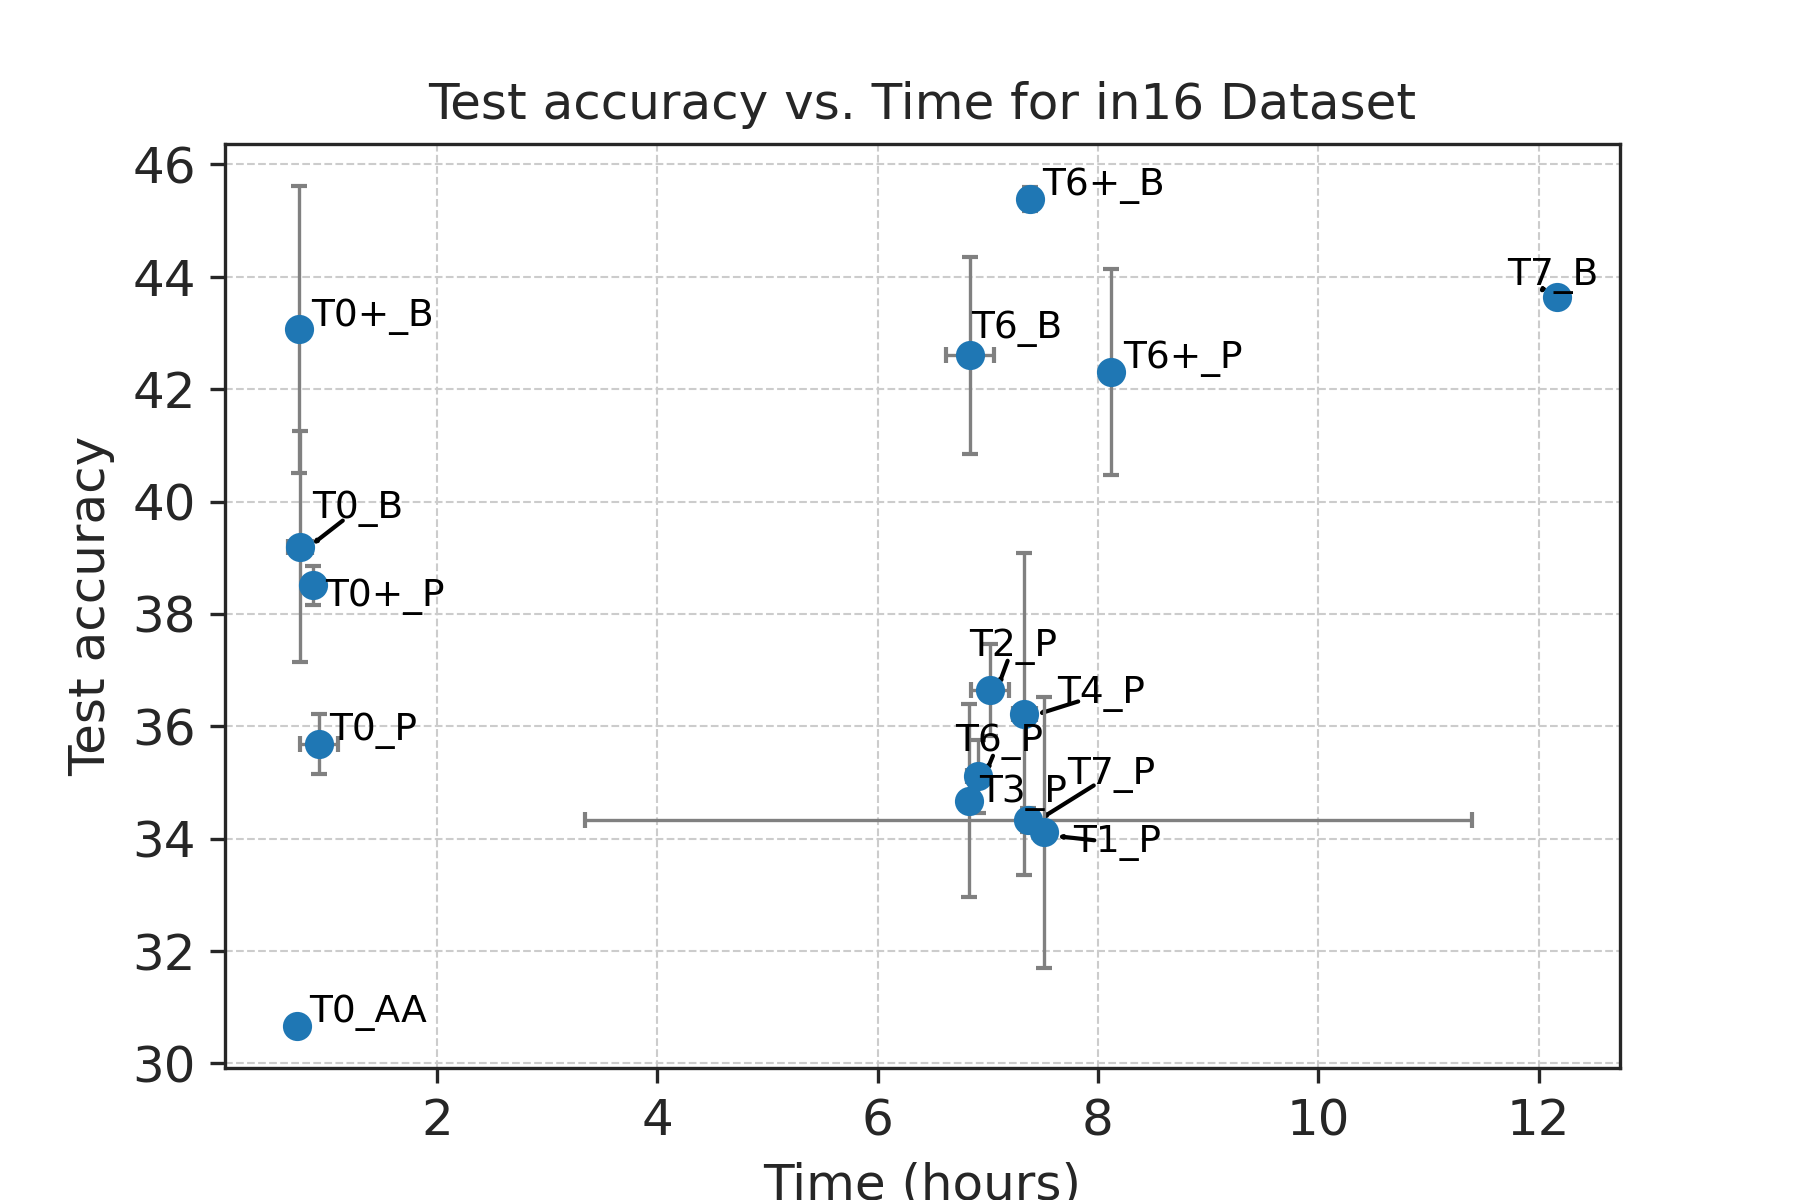 Test accuracy vs. Time for in16 Dataset
46
T6+_B
44
T7_B
T0+_B
T6_B
T6+_P
42
Test accuracy
40
T0_B
T0+_P
38
T2_P
T4_P
36
T0_P
T6_P
T7_P
T3_P
34
T1_P
32
T0_AA
30
2 4 6 8 10 12
Time (hours)